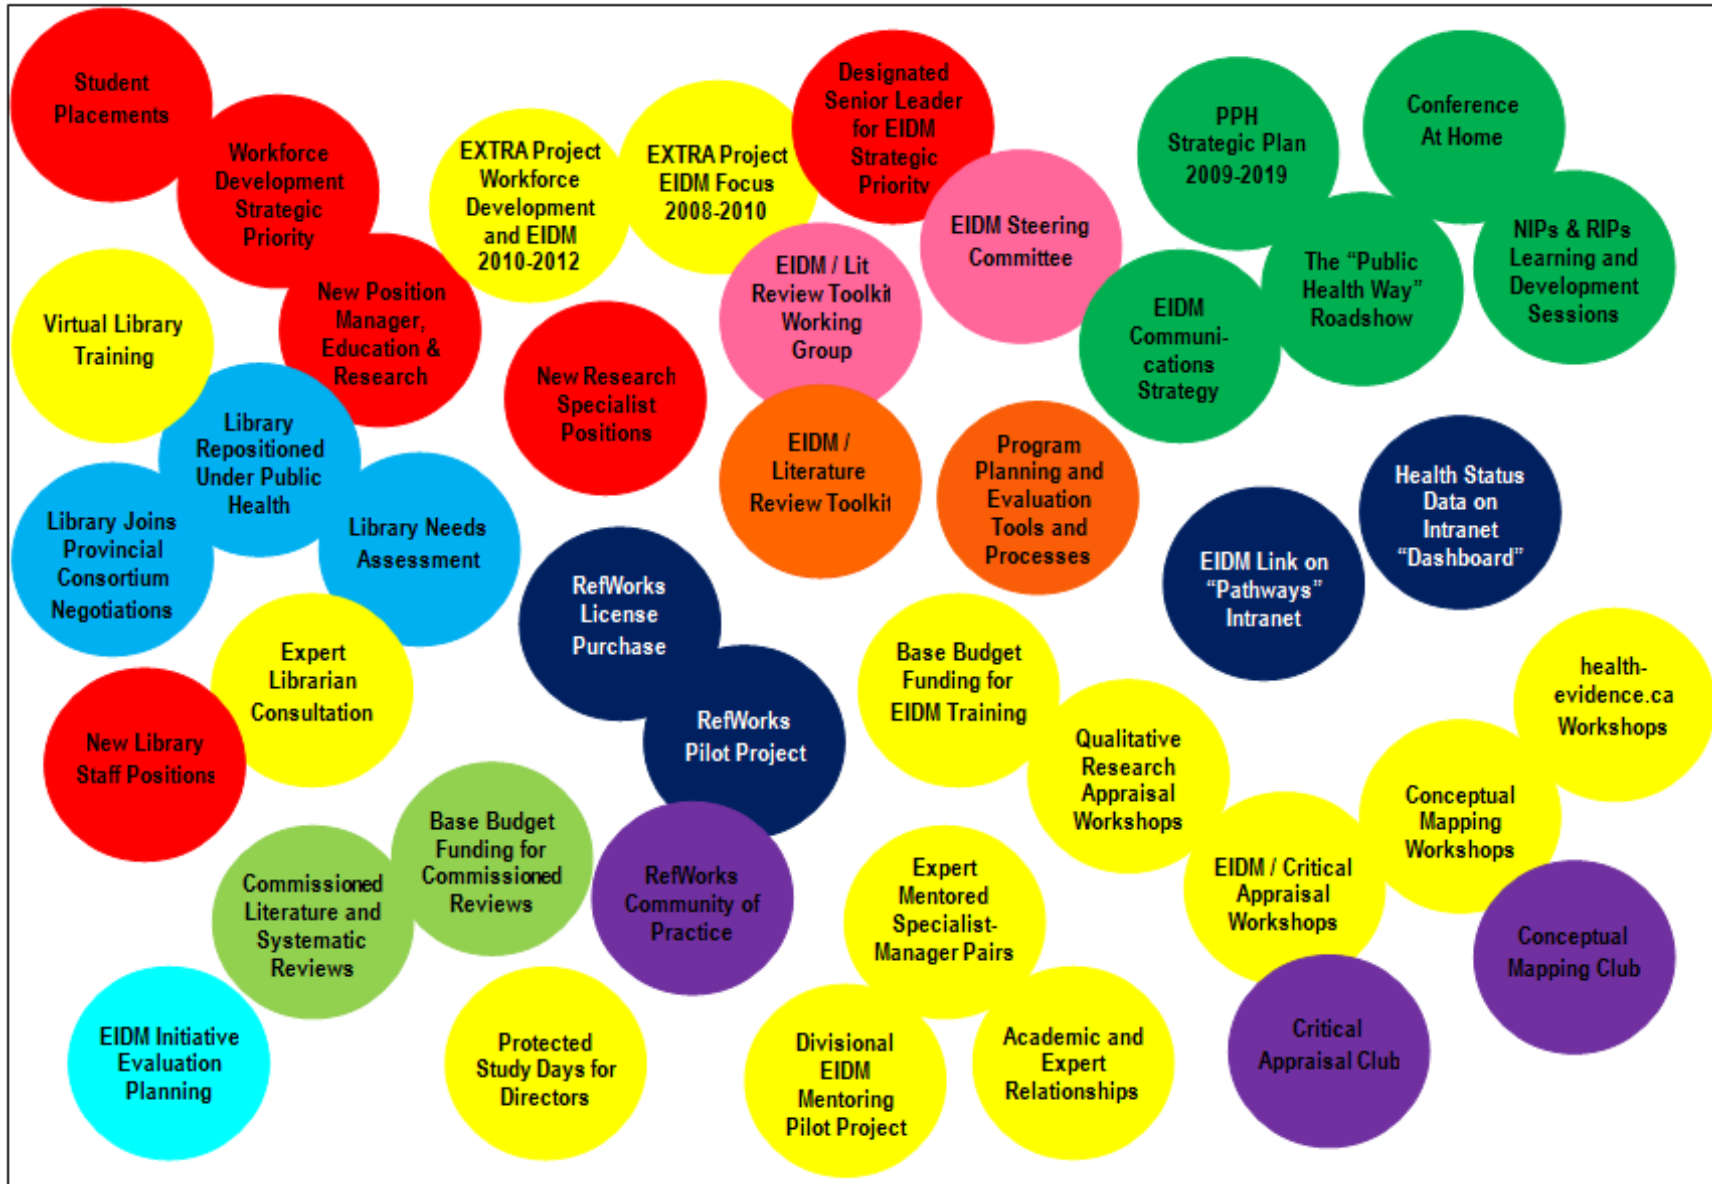 Student
Placements
Workforce
Development
Strategic
Priority
EXTRA Project
Workforce
Development
and EIDM
2010-2012
EXTRA Project
EIDM Focus
2008-2010
Designated
Senior Leader
for EIDM
Strategic
Priority
EIDM Steering
Committee
PPH
Strategic Plan
2009-2019
Conference
At Home
NIPs & RIPs
Learning and
Development
Sessions
The “Public
Health Way”
Roadshow
EIDM
Communi-
cations
Strategy
Virtual Library
Training
New Position
Manager,
Education &
Research
EIDM / Lit
Review Toolkit
Working
Group
New Research
Specialist
Positions
Library
Repositioned
Under Public
Health
EIDM /
Literature
Review Toolkit
Program
Planning and
Evaluation
Tools and
Processes
Health Status
Data on
Intranet
“Dashboard”
EIDM Link on
“Pathways”
Intranet
Library Joins
Provincial
Consortium
Negotiations
Library Needs
Assessment
RefWorks
License
Purchase
RefWorks
Pilot Project
Expert
Librarian
Consultation
New Library
Staff Positions
Base Budget
Funding for
EIDM Training
Qualitative
Research
Appraisal
Workshops
health-
evidence.ca
Workshops
Conceptual
Mapping
Workshops
EIDM / Critical
Appraisal
Workshops
Base Budget
Funding for
Commissioned
Reviews
Commissioned
Literature and
Systematic
Reviews
RefWorks
Community of
Practice
Expert
Mentored
Specialist-
Manager Pairs
Conceptual
Mapping Club
Critical
Appraisal Club
EIDM Initiative
Evaluation
Planning
Protected
Study Days for
Directors
Divisional
EIDM
Mentoring
Pilot Project
Academic and
Expert
Relationships